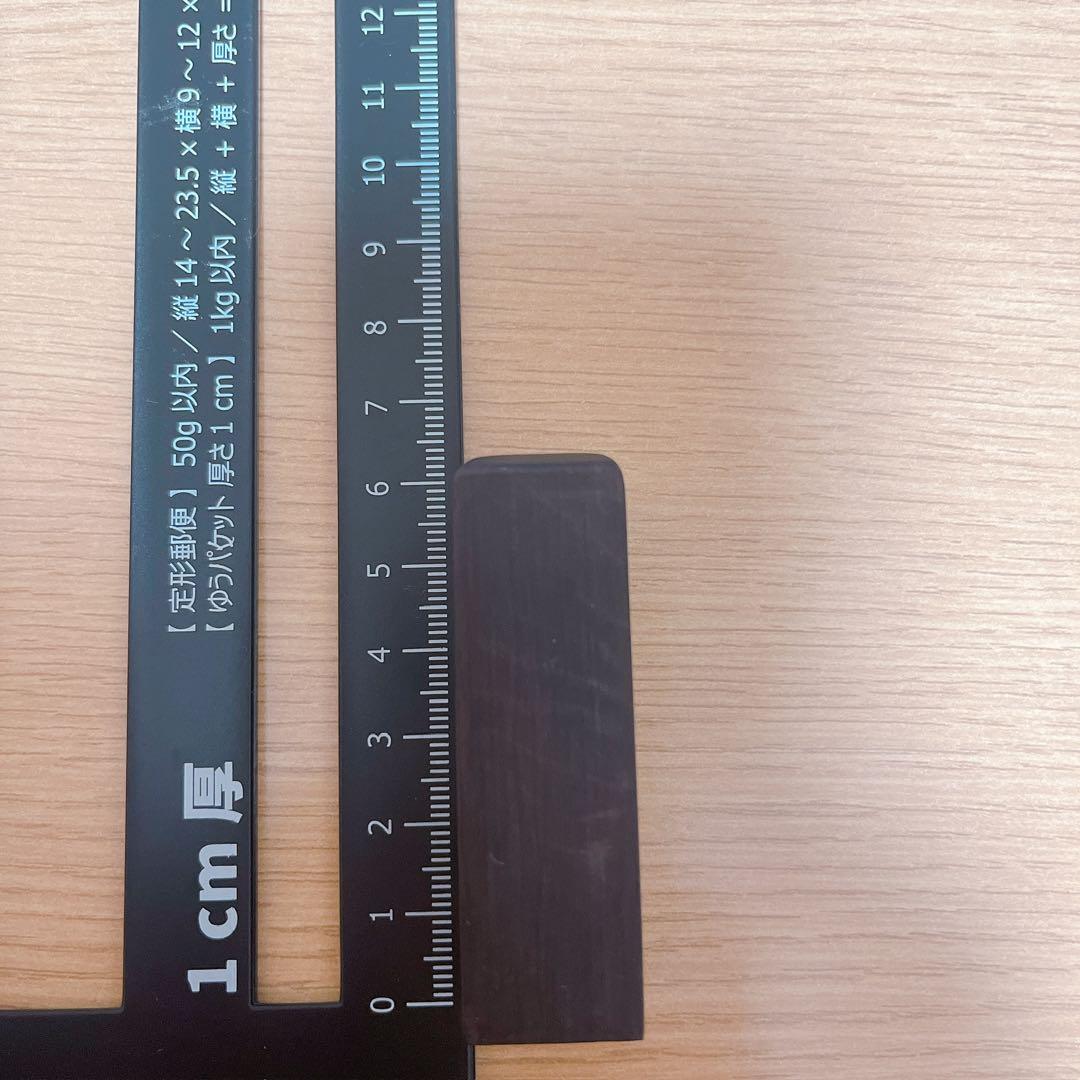 【 定形郵便 】 50g 以内 ／ 縦 14 〜 23.5 × 横 9 〜 12 ×
【 ゆうパケット 厚さ 1 cm 】 1kg 以内 ／ 縦 + 横 + 厚さ =
1 cm 厚
0 1 2 3 4 5 6 7 8 9 10 11 12